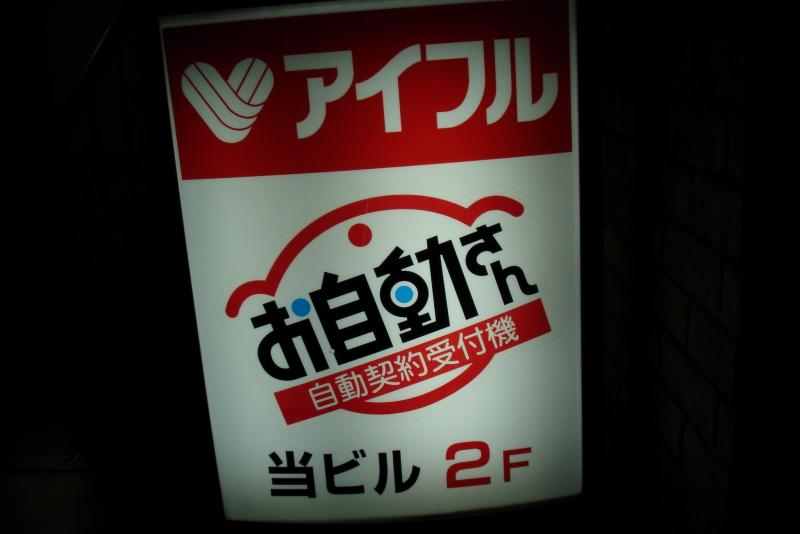 アイフル
お自動さん
自動契約受付機
当ビル 2F